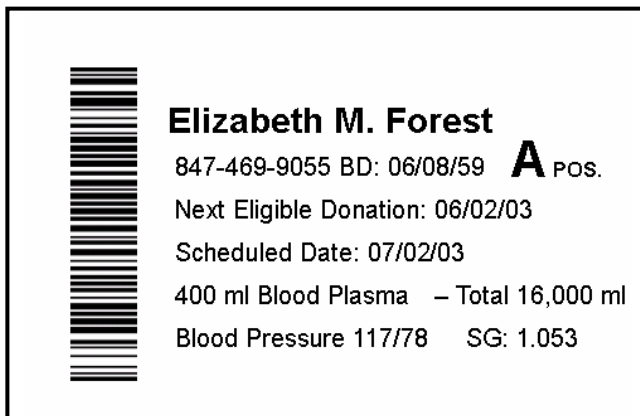 Elizabeth M. Forest
847-469-9055 BD: 06/08/59 A POS.
Next Eligible Donation: 06/02/03
Scheduled Date: 07/02/03
400 ml Blood Plasma – Total 16,000 ml
Blood Pressure 117/78 SG: 1.053